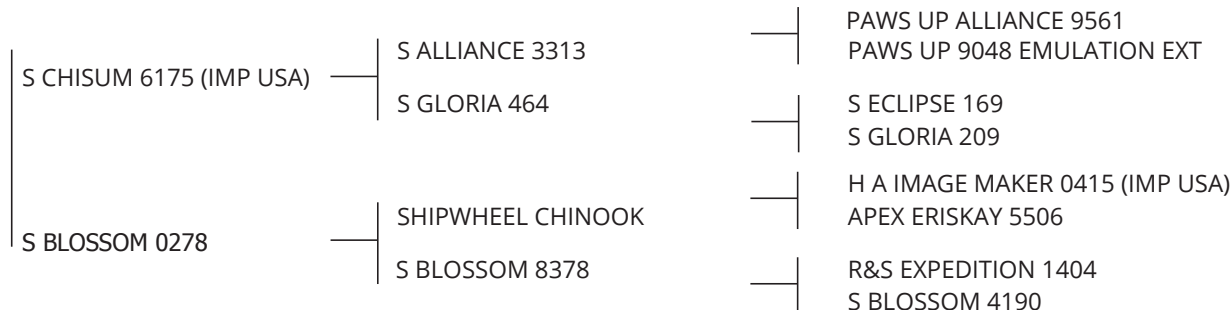 S CHISUM 6175 (IMP USA)
S BLOSSOM 0278
S ALLIANCE 3313
S GLORIA 464
SHIPWHEEL CHINOOK
S BLOSSOM 8378
PAWS UP ALLIANCE 9561
PAWS UP 9048 EMULATION EXT
S ECLIPSE 169
S GLORIA 209
H A IMAGE MAKER 0415 (IMP USA)
APEX ERISKAY 5506
R&S EXPEDITION 1404
S BLOSSOM 4190